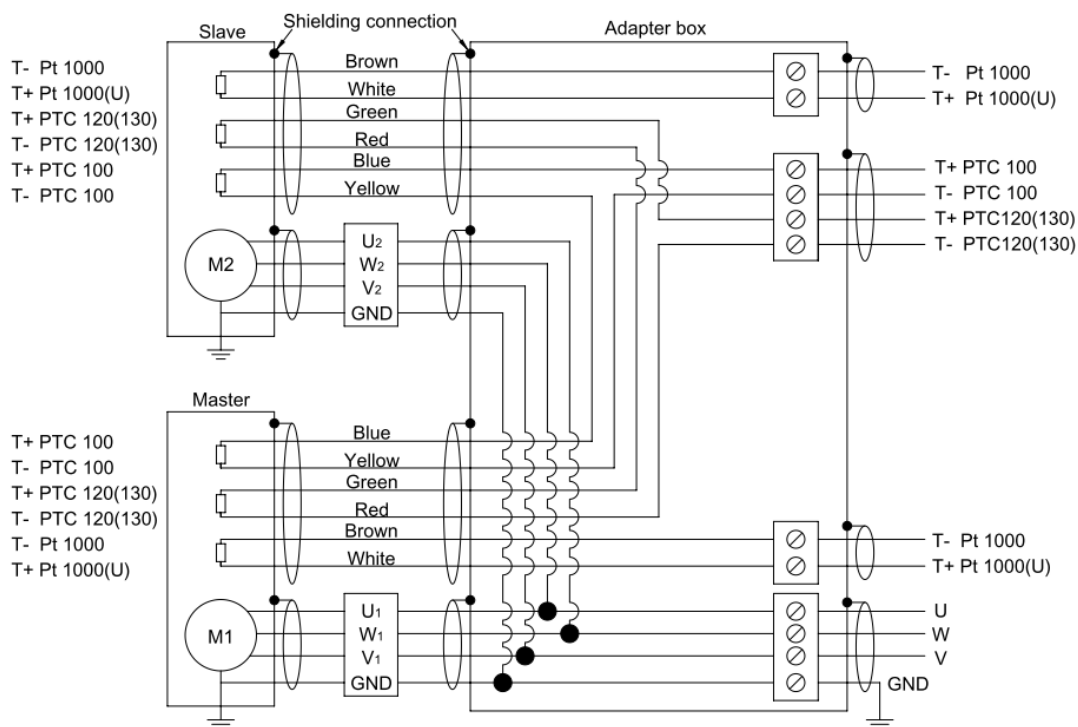 Shielding connection
Slave
Adapter box
T- Pt 1000
T+ Pt 1000(U)
T+ PTC 120(130)
T- PTC 120(130)
T+ PTC 100
T- PTC 100
Brown
White
Green
Red
Blue
Yellow
T- Pt 1000
T+ Pt 1000(U)
T+ PTC 100
T- PTC 100
T+ PTC120(130)
T- PTC120(130)
M2
U2
W2
V2
GND
Master
T+ PTC 100
T- PTC 100
T+ PTC 120(130)
T- PTC 120(130)
T- Pt 1000
T+ Pt 1000(U)
Blue
Yellow
Green
Red
Brown
White
T- Pt 1000
T+ Pt 1000(U)
M1
U1
W1
V1
GND
U
W
V
GND